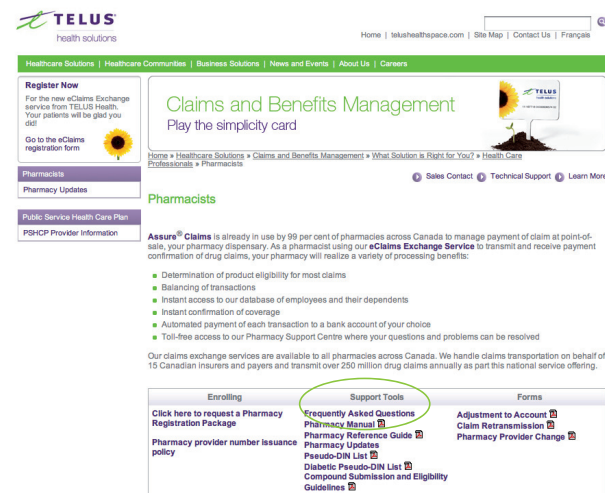 TELUS
health solutions
Home | telushealthspace.com | Site Map | Contact Us | Français
Healthcare Solutions | Healthcare Communities | Business Solutions | News and Events | About Us | Careers
Register Now
For the new eClaims Exchange
service from TELUS Health.
Your patients will be glad you
did!
Go to the eClaims
registration form
Pharmacists
Pharmacy Updates
Public Service Health Care Plan
PSHCP Provider Information
Claims and Benefits Management
Play the simplicity card
TELUS
Home » Healthcare Solutions » Claims and Benefits Management » What Solution is Right for You? » Health Care
Professionals » Pharmacists
Sales Contact Technical Support Learn More
Pharmacists
Assure® Claims is already in use by 99 per cent of pharmacies across Canada to manage payment of claim at point-of-
sale, your pharmacy dispensary. As a pharmacist using our eClaims Exchange Service to transmit and receive payment
confirmation of drug claims, your pharmacy will realize a variety of processing benefits:
Determination of product eligibility for most claims
Balancing of transactions
Instant access to our database of employees and their dependents
Instant confirmation of coverage
Automated payment of each transaction to a bank account of your choice
Toll-free access to our Pharmacy Support Centre where your questions and problems can be resolved
Our claims exchange services are available to all pharmacies across Canada. We handle claims transportation on behalf of
15 Canadian insurers and payers and transmit over 250 million drug claims annually as part this national service offering.
Enrolling Support Tools Forms
Click here to request a Pharmacy
Registration Package
Pharmacy provider number issuance
policy
Frequently Asked Questions
Pharmacy Manual
Pharmacy Reference Guide
Pharmacy Updates
Pseudo-DIN List
Diabetic Pseudo-DIN List
Compound Submission and Eligibility
Guidelines
Adjustment to Account
Claim Retransmission
Pharmacy Provider Change